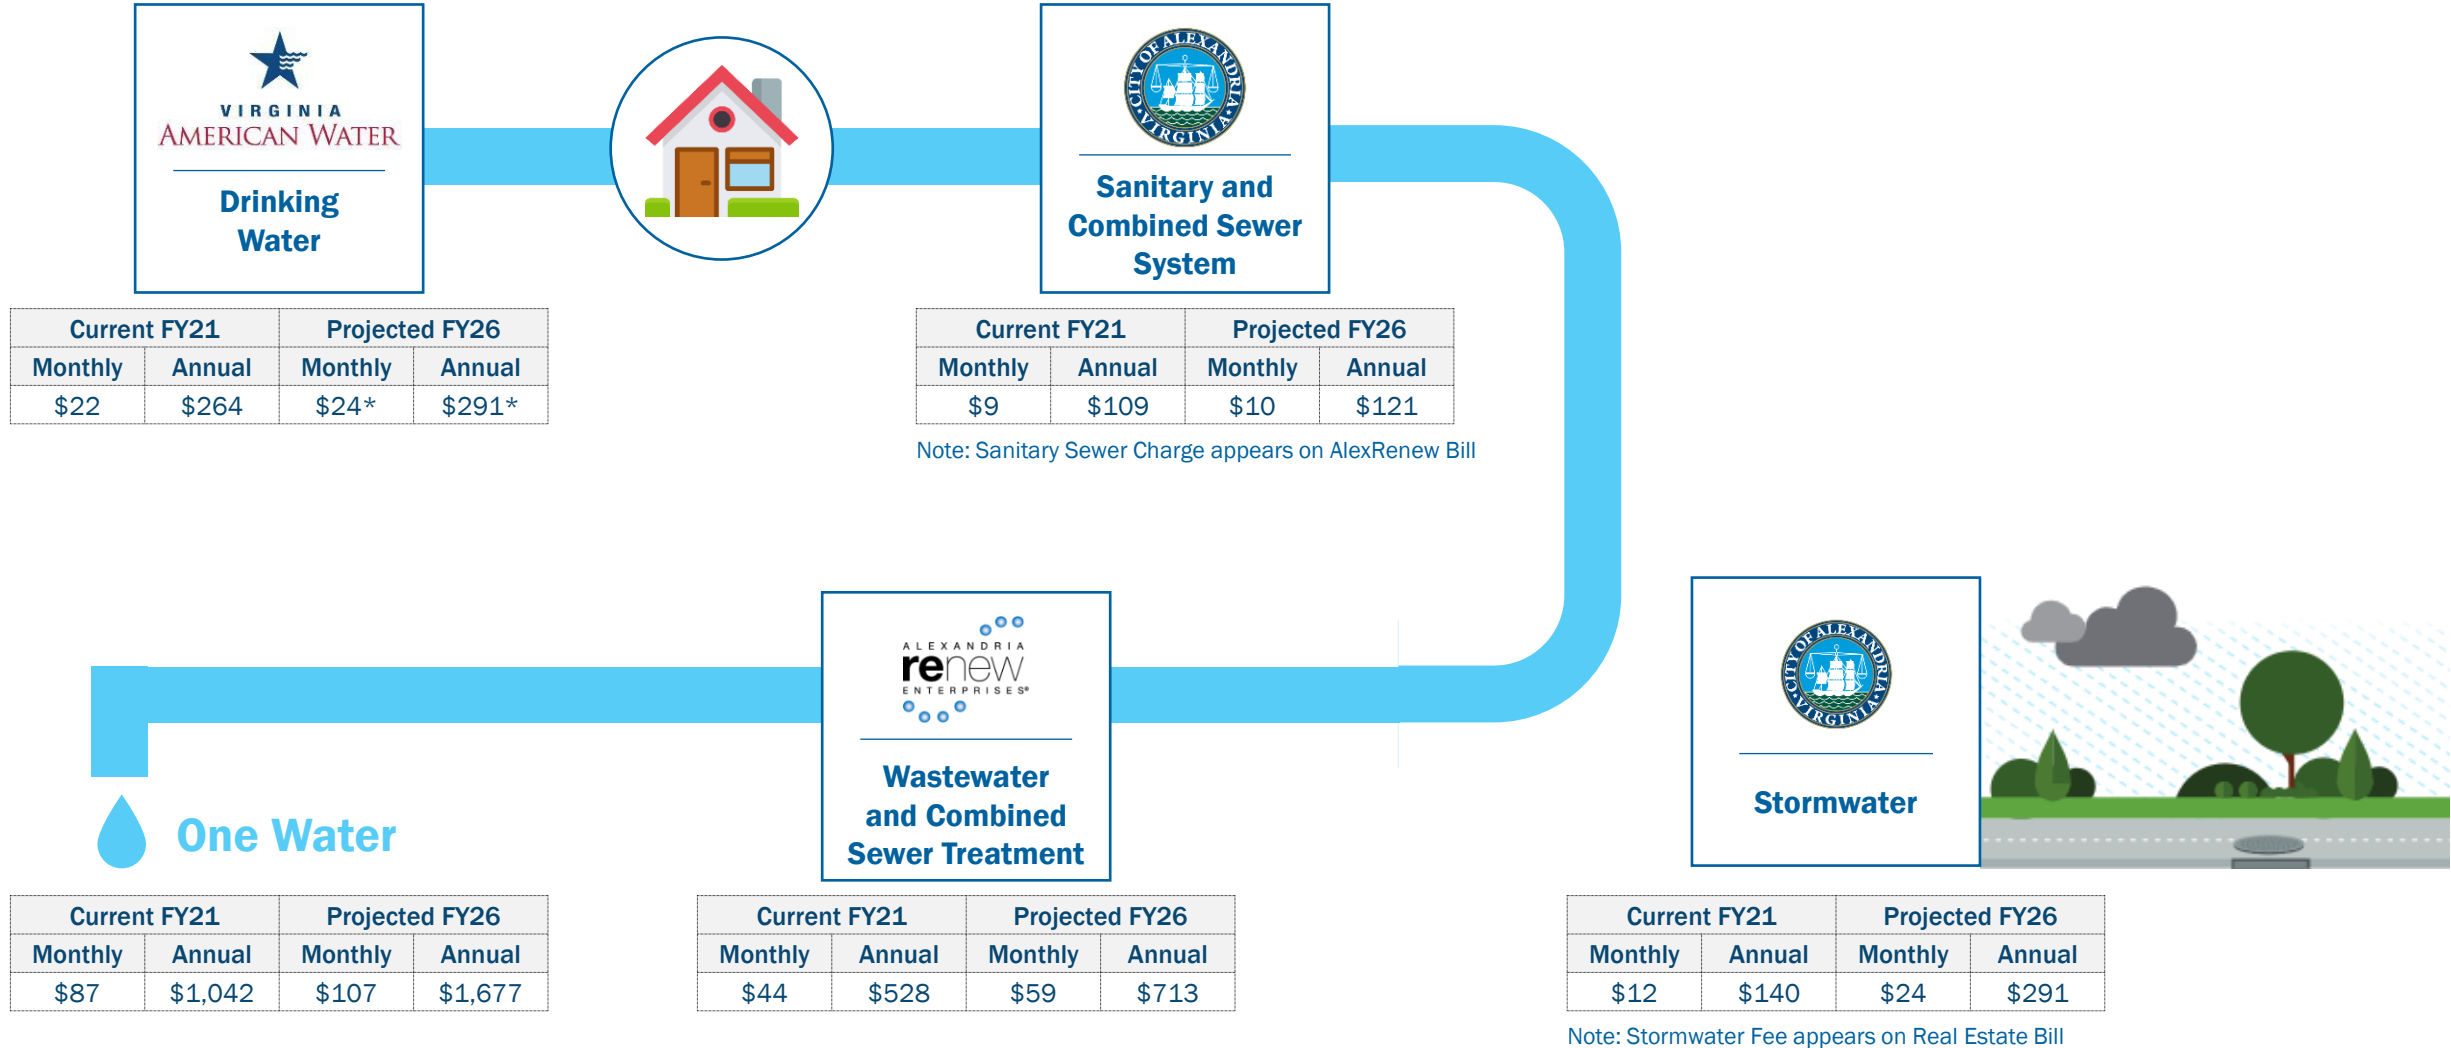 VIRGINIA
AMERICAN WATER
Drinking
Water
CITY OF ALEXANDRIA
VIRGINIA
Sanitary and
Combined Sewer
System
Current FY21 Projected FY26
Monthly Annual Monthly Annual
$22 $264 $24* $291*
Current FY21 Projected FY26
Monthly Annual Monthly Annual
$9 $109 $10 $121
Note: Sanitary Sewer Charge appears on AlexRenew Bill
ALEXANDRIA
renew
ENTERPRISES®
Wastewater
and Combined
Sewer Treatment
CITY OF ALEXANDRIA
VIRGINIA
Stormwater
One Water
Current FY21 Projected FY26
Monthly Annual Monthly Annual
$87 $1,042 $107 $1,677
Current FY21 Projected FY26
Monthly Annual Monthly Annual
$44 $528 $59 $713
Current FY21 Projected FY26
Monthly Annual Monthly Annual
$12 $140 $24 $291
Note: Stormwater Fee appears on Real Estate Bill